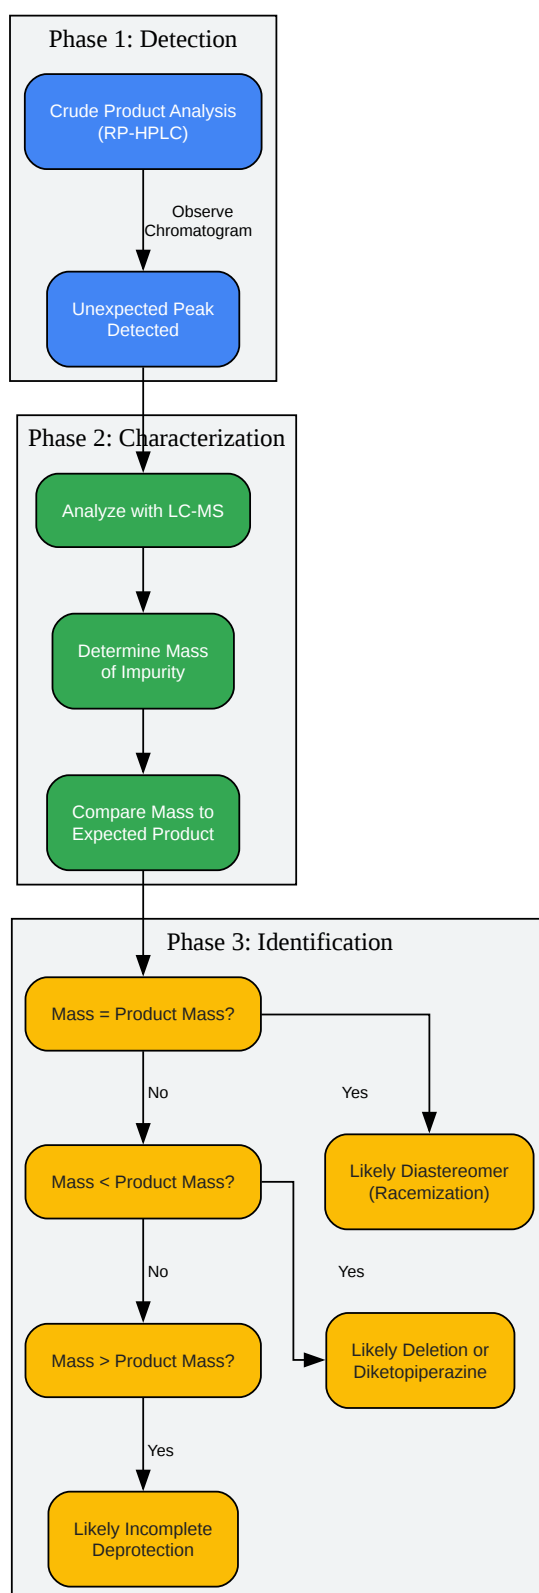 Phase 1: Detection
Crude Product Analysis
(RP-HPLC)
Observe
Chromatogram
Unexpected Peak
Detected
Phase 2: Characterization
Analyze with LC-MS
Determine Mass
of Impurity
Compare Mass to
Expected Product
Phase 3: Identification
Mass = Product Mass?
No
Yes
Mass < Product Mass?
Likely Diastereomer
(Racemization)
No
Yes
Mass > Product Mass?
Likely Deletion or
Diketopiperazine
Yes
Likely Incomplete
Deprotection